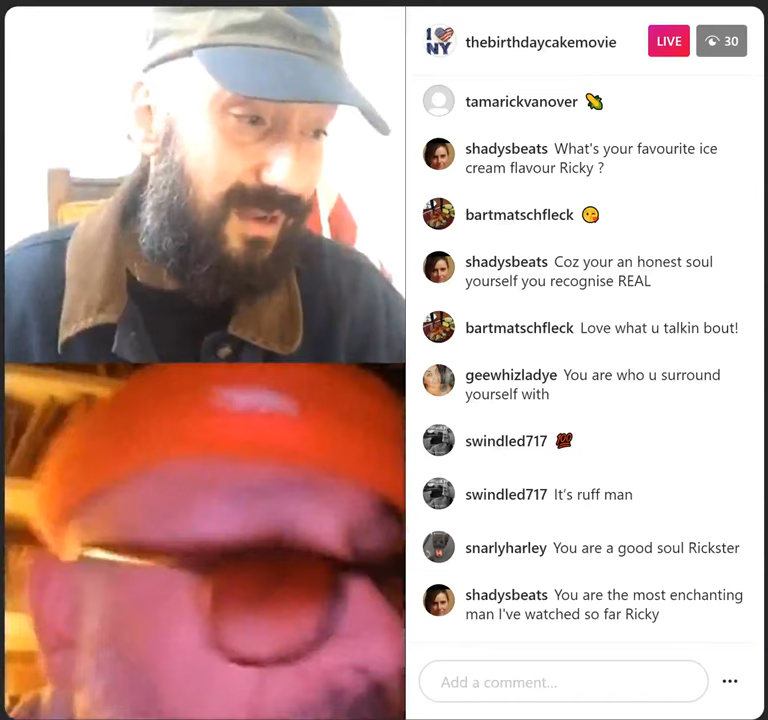 I NY thebirthdaycakemovie LIVE 30
tamarickvanover
shadysbeats What's your favourite ice
cream flavour Ricky ?
bartmatschfleck
shadysbeats Coz your an honest soul
yourself you recognise REAL
bartmatschfleck Love what u talkin bout!
geewhizladye You are who u surround
yourself with
swindled717 💯
swindled717 It's ruff man
snarlyharley You are a good soul Rickster
shadysbeats You are the most enchanting
man I've watched so far Ricky
Add a comment...